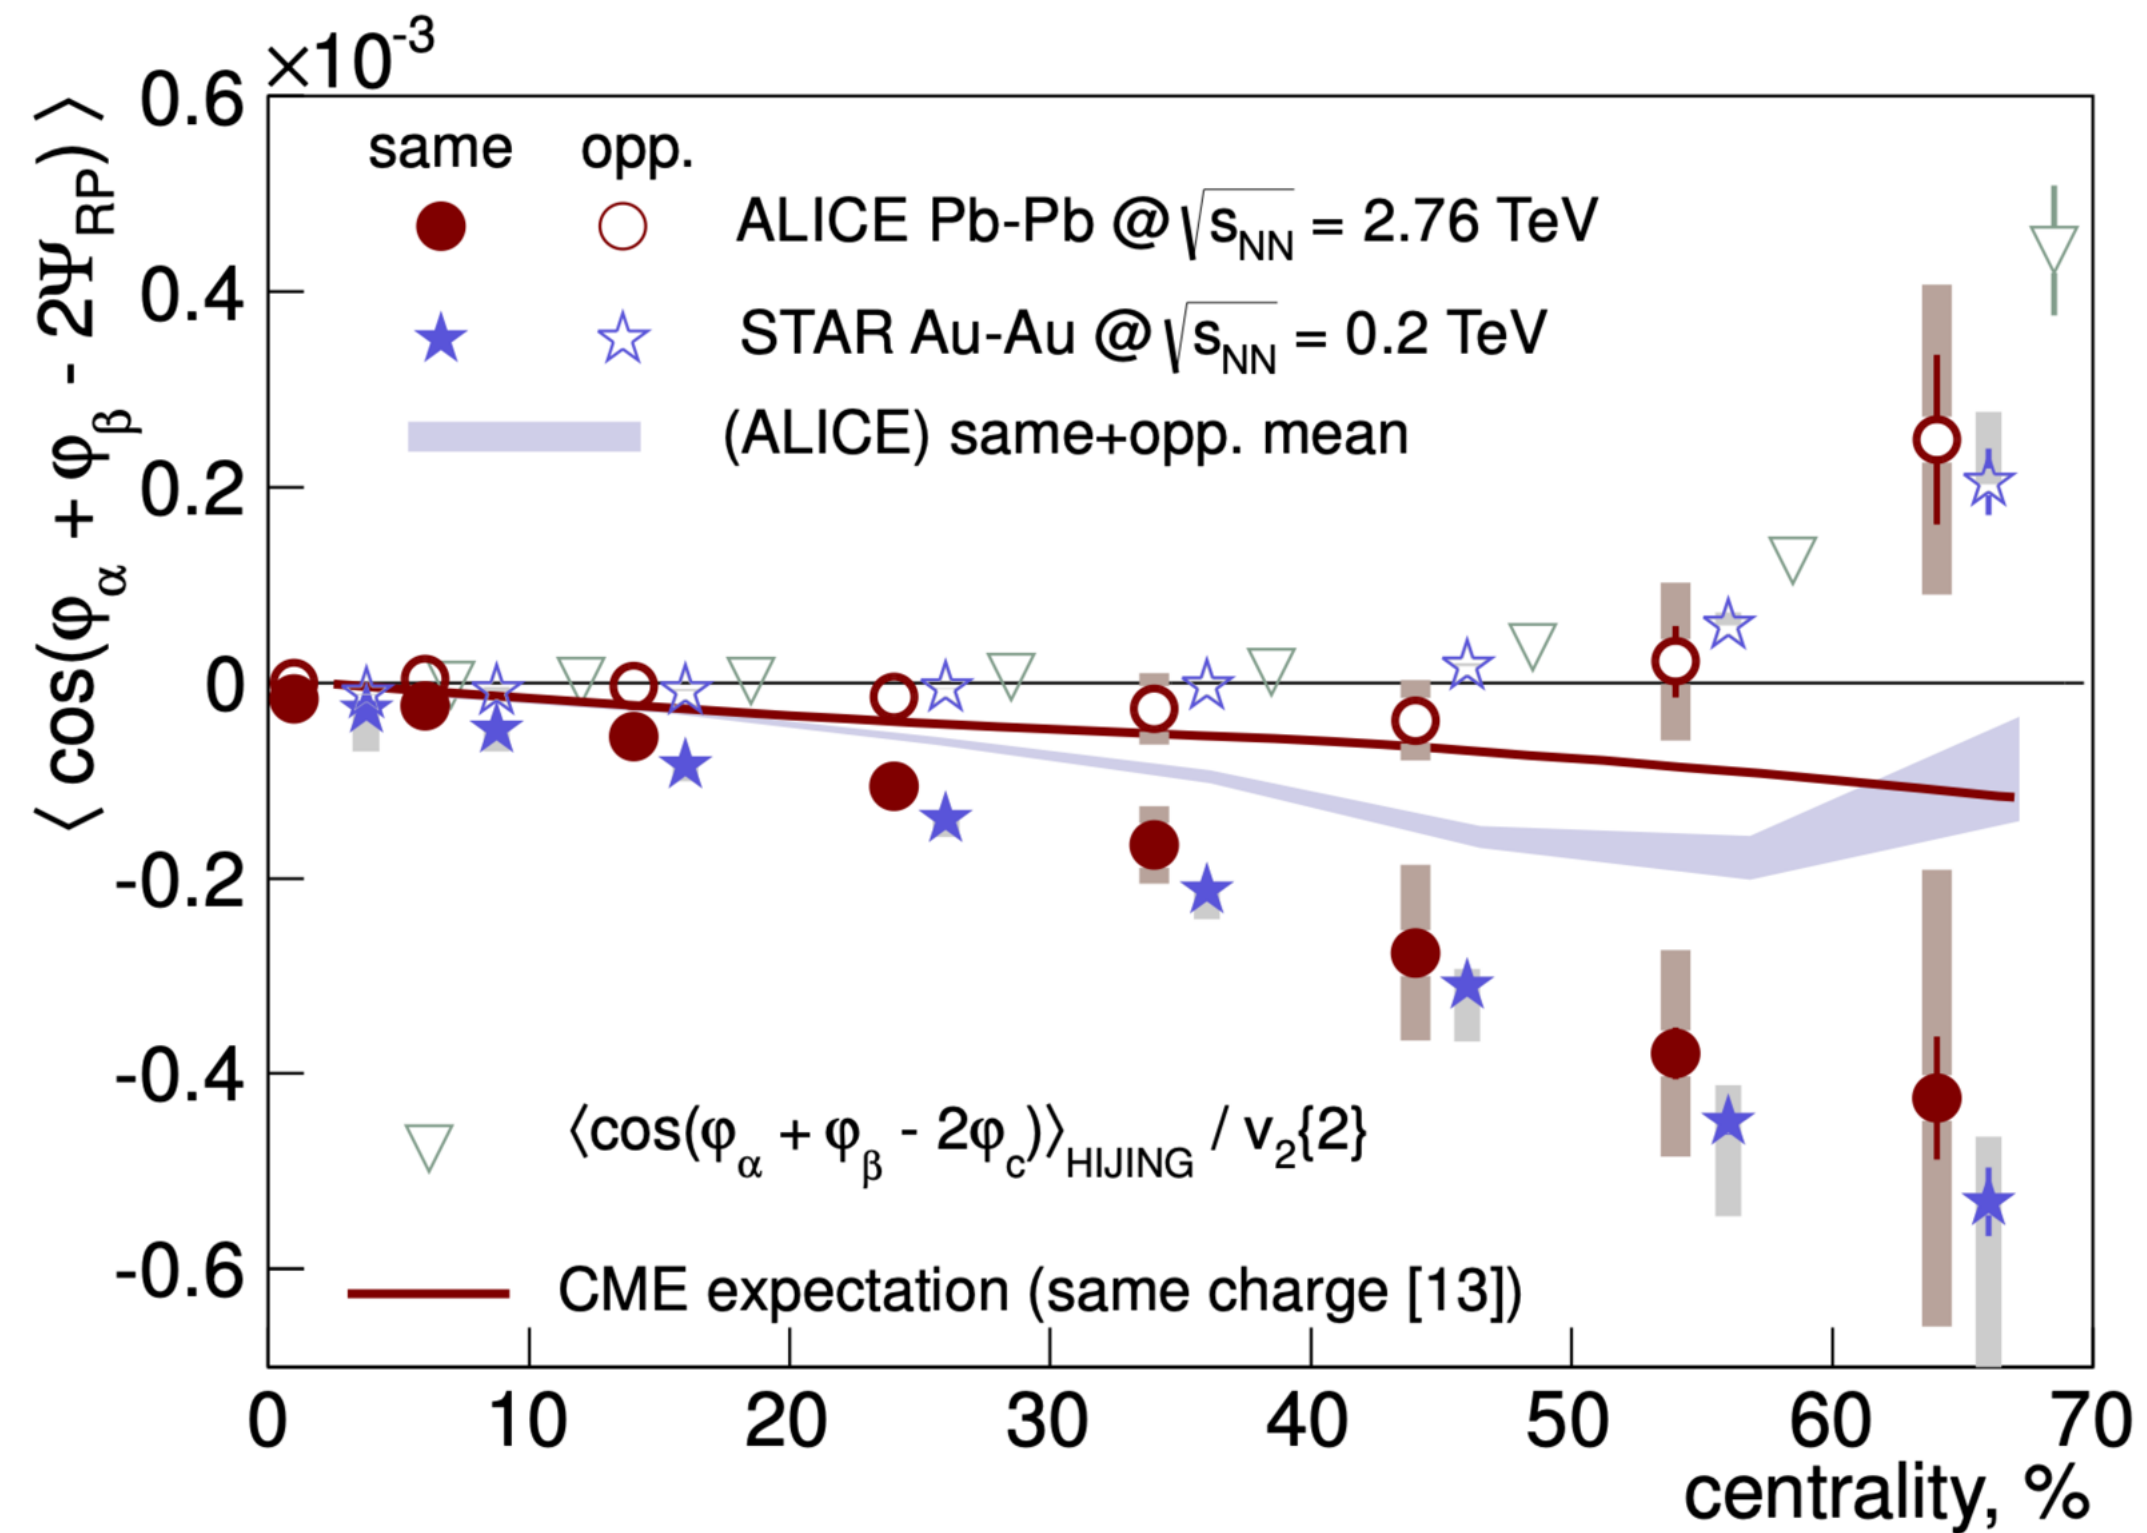 ×10⁻³
⟨ cos(φ_α + φ_β - 2Ψ_RP) ⟩
0.6
0.4
0.2
0
-0.2
-0.4
-0.6
same opp.
ALICE Pb-Pb @ √s_NN = 2.76 TeV
STAR Au-Au @ √s_NN = 0.2 TeV
(ALICE) same+opp. mean
⟨cos(φ_α + φ_β - 2φ_c)⟩_HIJING / v₂{2}
CME expectation (same charge [13])
0 10 20 30 40 50 60 70
centrality, %